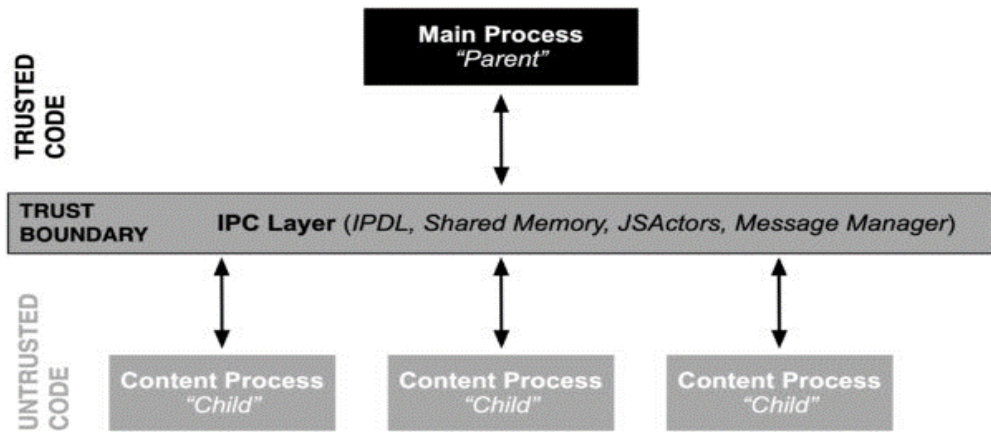 Main Process
"Parent"
TRUSTED
CODE
TRUST
BOUNDARY
IPC Layer (IPDL, Shared Memory, JSActors, Message Manager)
UNTRUSTED
CODE
Content Process
"Child"
Content Process
"Child"
Content Process
"Child"